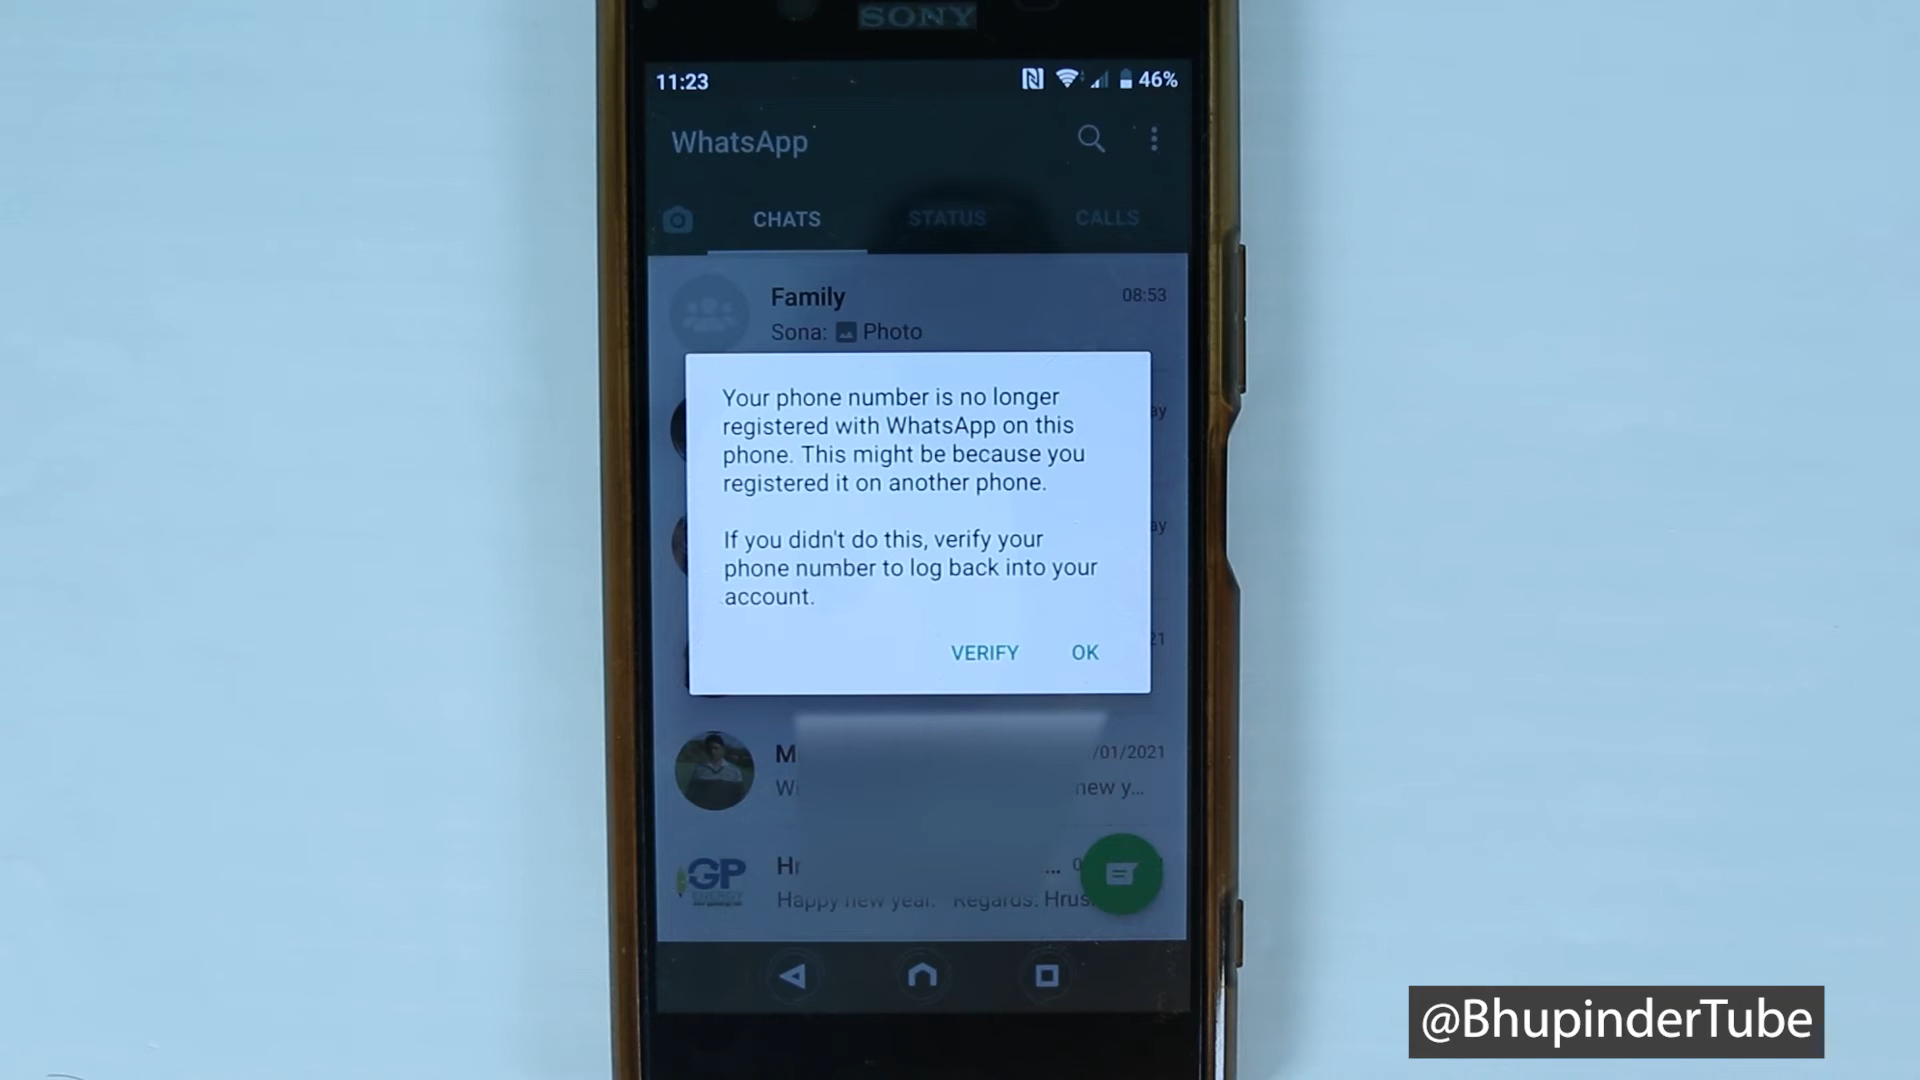 SONY
11:23 46%
WhatsApp
CHATS STATUS CALLS
Family 08:53
Sona: Photo
Your phone number is no longer
registered with WhatsApp on this
phone. This might be because you
registered it on another phone.
If you didn't do this, verify your
phone number to log back into your
account.
VERIFY OK
/01/2021
new y...
GP
ENERGY
Happy new year. Regards: Hrus
@BhupinderTube